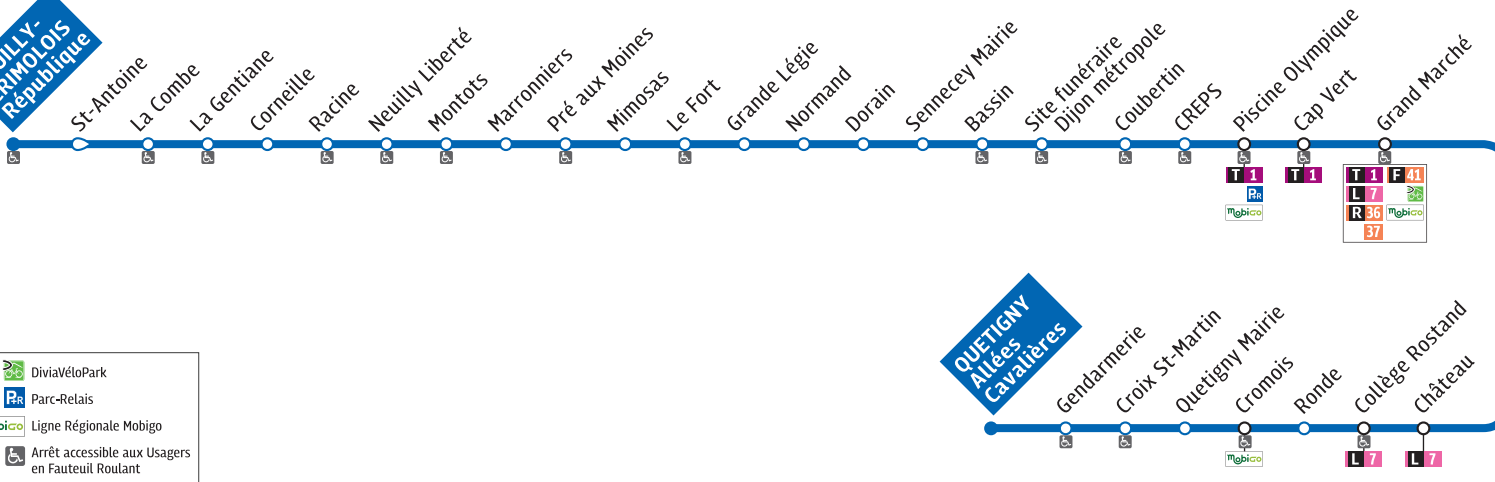 République
St-Antoine
La Combe
La Gentiane
Corneille
Racine
Neuilly Liberté
Montots
Marronniers
Pré aux Moines
Mimosas
Le Fort
Grande Légie
Normand
Dorain
Sennecey Mairie
Bassin
Site funéraire
Dijon métropole
Coubertin
CREPS
Piscine Olympique
Cap Vert
Grand Marché
T 1
P+R
mobigo
T 1
T 1 F 41
L 7
R 36 mobigo
37
QUETIGNY
Allées
Cavalières
Gendarmerie
Croix St-Martin
Quetigny Mairie
Cromois
Ronde
Collège Rostand
Château
mobigo
L 7
L 7
DiviaVéloPark
P+R Parc-Relais
Ligne Régionale Mobigo
Arrêt accessible aux Usagers
en Fauteuil Roulant